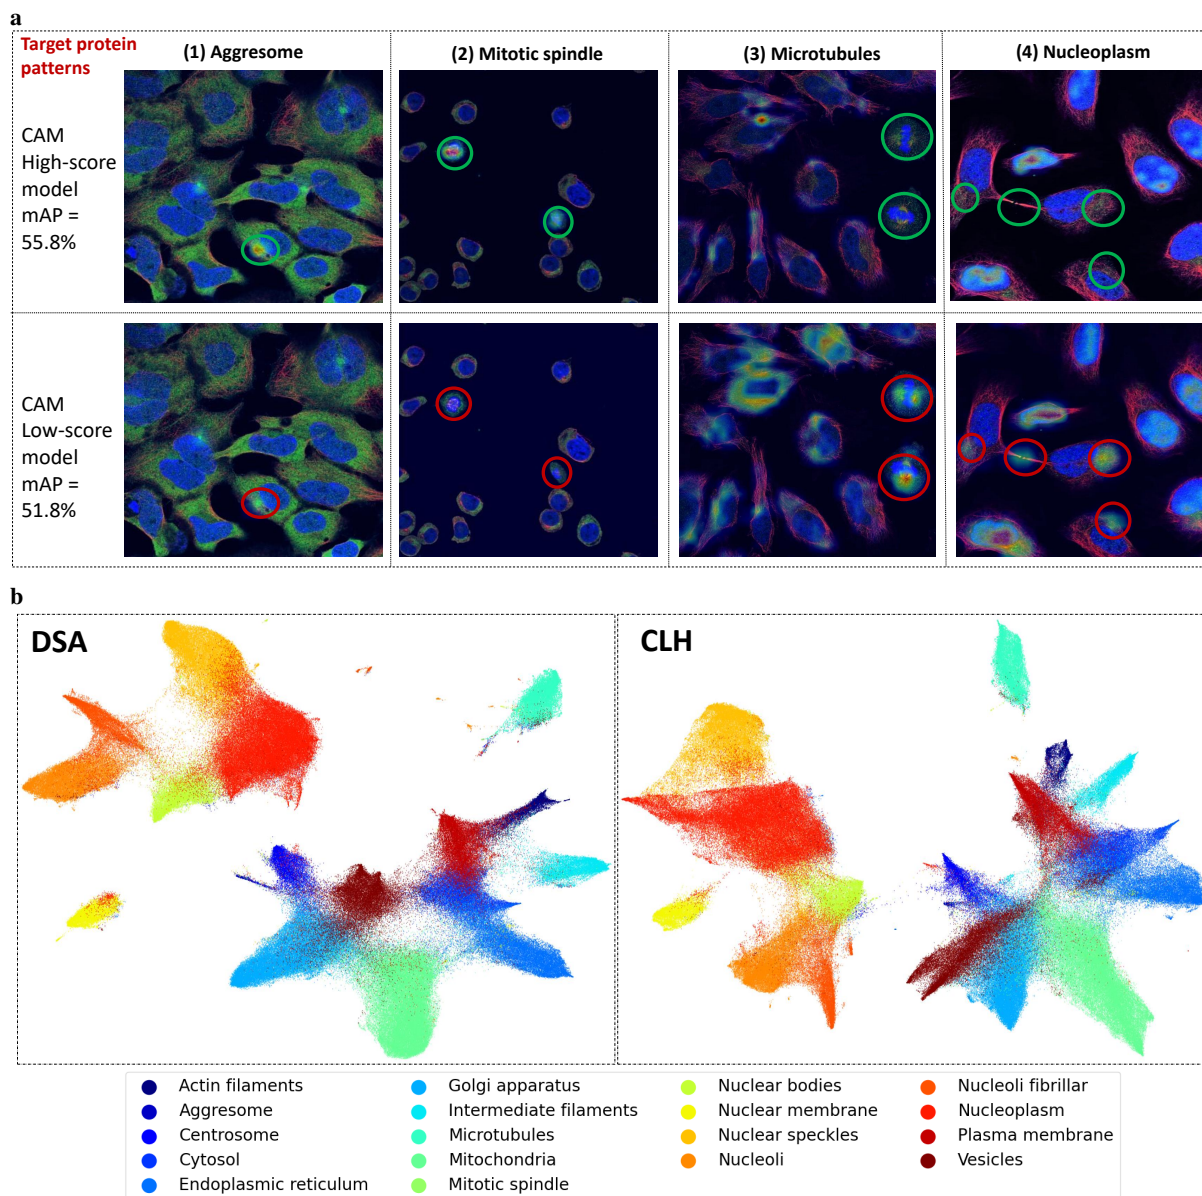 a
Target protein patterns
(1) Aggresome
(2) Mitotic spindle
(3) Microtubules
(4) Nucleoplasm
CAM
High-score
model
mAP =
55.8%
CAM
Low-score
model
mAP =
51.8%
b
DSA
CLH
Actin filaments
Aggresome
Centrosome
Cytosol
Endoplasmic reticulum
Golgi apparatus
Intermediate filaments
Microtubules
Mitochondria
Mitotic spindle
Nuclear bodies
Nuclear membrane
Nuclear speckles
Nucleoli
Nucleoli fibrillar
Nucleoplasm
Plasma membrane
Vesicles